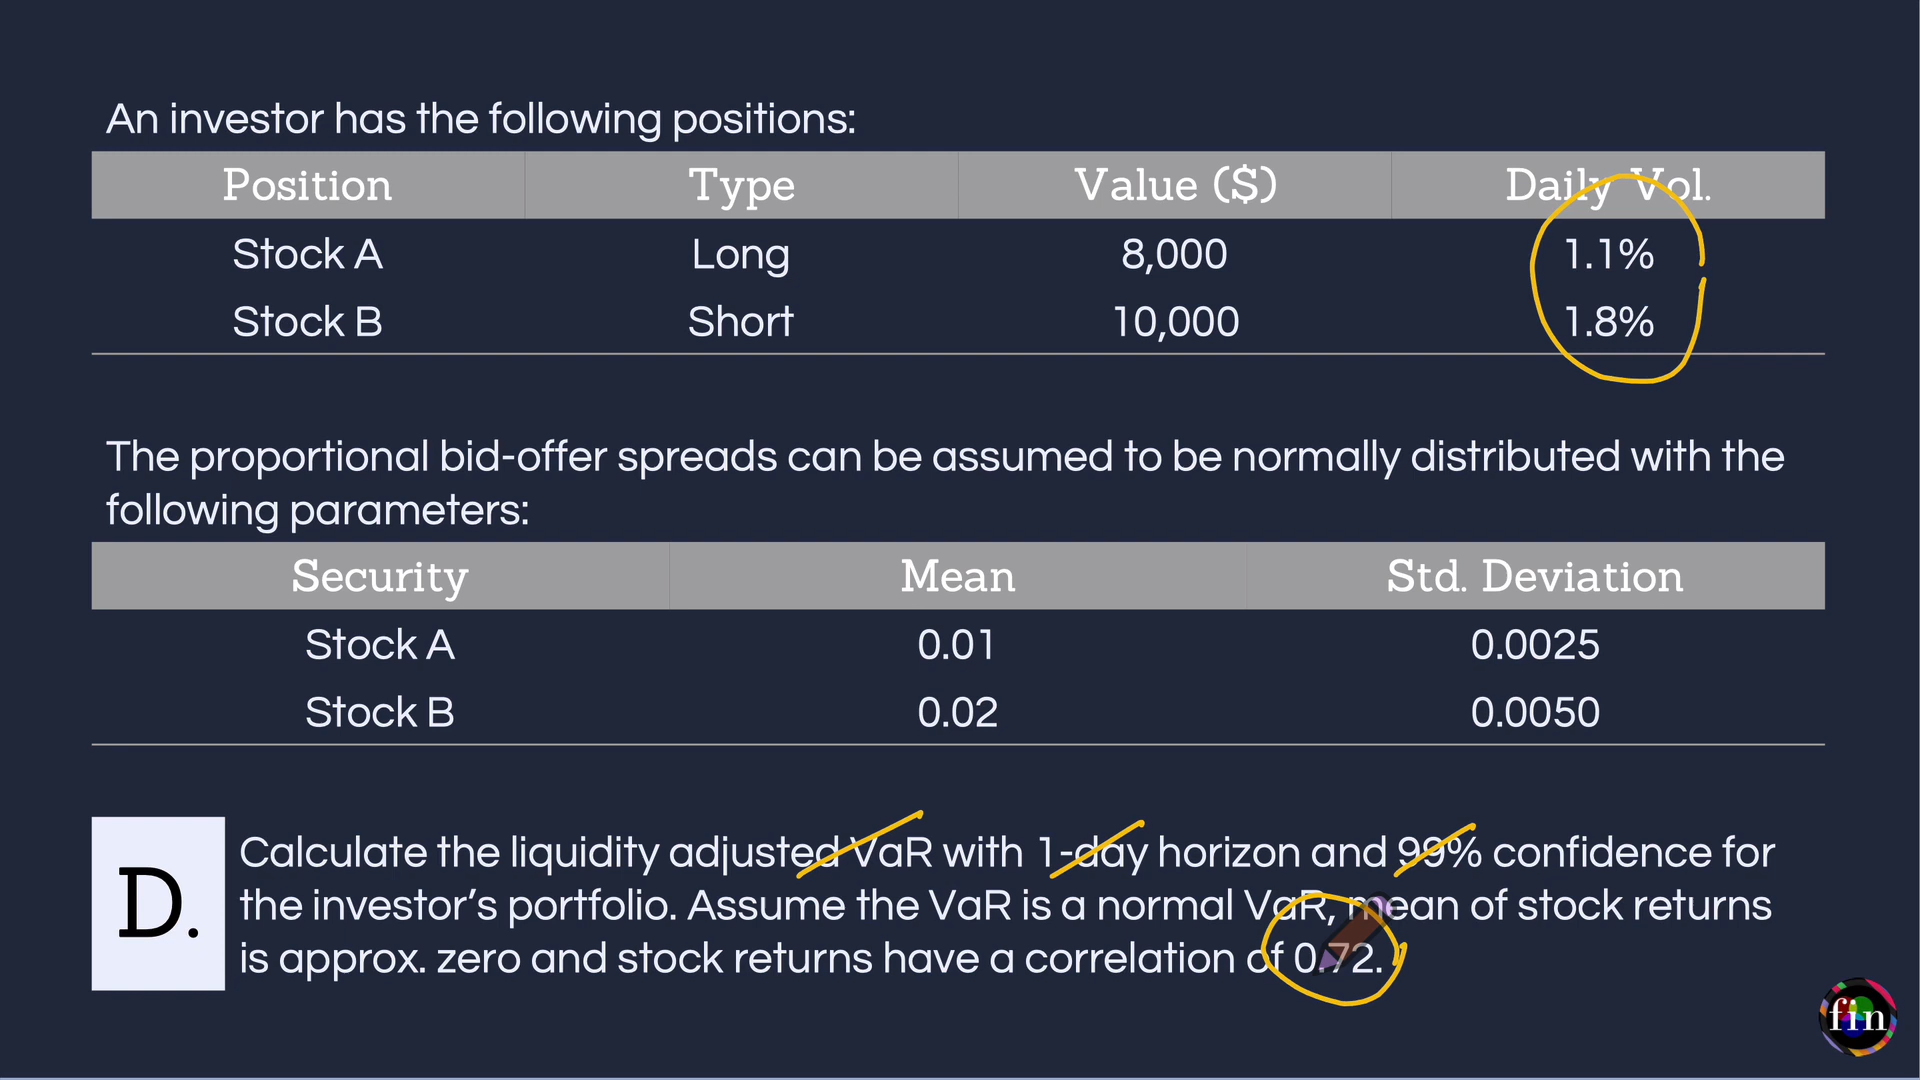 An investor has the following positions:
Position Type Value ($) Daily Vol.
Stock A Long 8,000 1.1%
Stock B Short 10,000 1.8%
The proportional bid-offer spreads can be assumed to be normally distributed with the
following parameters:
Security Mean Std. Deviation
Stock A 0.01 0.0025
Stock B 0.02 0.0050
D.
Calculate the liquidity adjusted VaR with 1-day horizon and 99% confidence for
the investor’s portfolio. Assume the VaR is a normal VaR, mean of stock returns
is approx. zero and stock returns have a correlation of 0.72.
fin